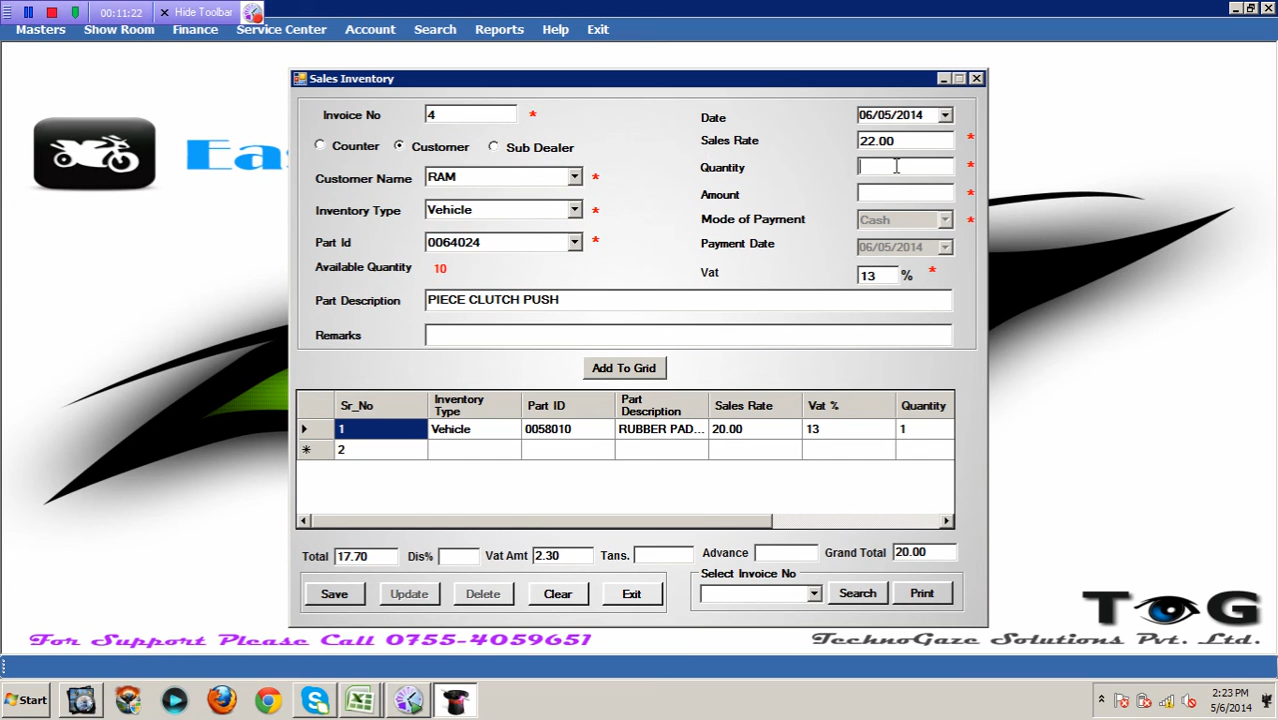 00:11:22 Hide Toolbar
Masters Show Room Finance Service Center Account Search Reports Help Exit
Sales Inventory
Invoice No 4 * Date 06/05/2014
Counter Customer Sub Dealer Sales Rate 22.00 *
Customer Name RAM * Quantity *
Inventory Type Vehicle * Amount *
Part Id 0064024 * Mode of Payment Cash *
Available Quantity 10 Payment Date 06/05/2014
Vat 13 % *
Part Description PIECE CLUTCH PUSH
Remarks
Add To Grid
Sr_No Inventory Type Part ID Part Description Sales Rate Vat % Quantity
1 Vehicle 0058010 RUBBER PAD... 20.00 13 1
2
Total 17.70 Dis% Vat Amt 2.30 Tans. Advance Grand Total 20.00
Select Invoice No
Save Update Delete Clear Exit Search Print
Eas
T G
For Support Please Call 0755-4059651 TechnoGaze Solutions Pvt. Ltd.
Start 2:23 PM
5/6/2014